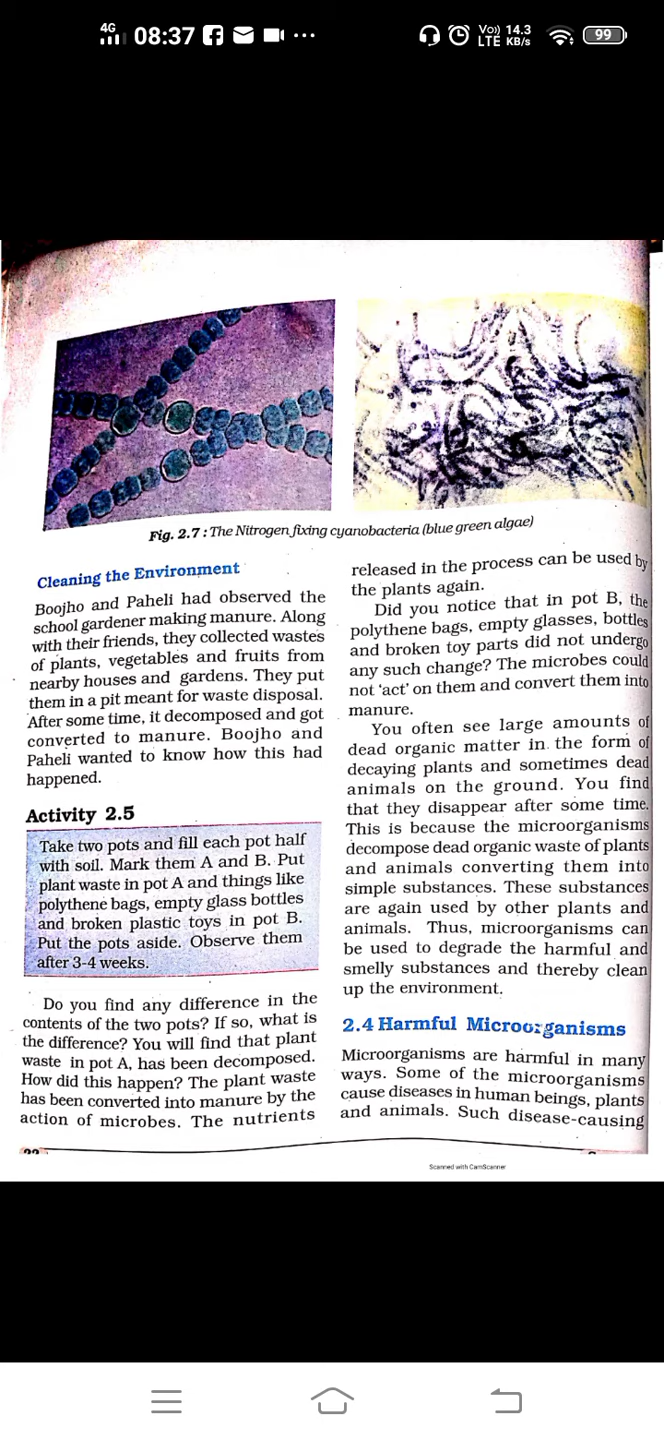 4G 08:37 Vo)) LTE 14.3 KB/s 99
Fig. 2.7 : The Nitrogen fixing cyanobacteria (blue green algae)
Cleaning the Environment
Boojho and Paheli had observed the
school gardener making manure. Along
with their friends, they collected wastes
of plants, vegetables and fruits from
nearby houses and gardens. They put
them in a pit meant for waste disposal.
After some time, it decomposed and got
converted to manure. Boojho and
Paheli wanted to know how this had
happened.
Activity 2.5
Take two pots and fill each pot half
with soil. Mark them A and B. Put
plant waste in pot A and things like
polythene bags, empty glass bottles
and broken plastic toys in pot B.
Put the pots aside. Observe them
after 3-4 weeks.
Do you find any difference in the
contents of the two pots? If so, what is
the difference? You will find that plant
waste in pot A, has been decomposed.
How did this happen? The plant waste
has been converted into manure by the
action of microbes. The nutrients
released in the process can be used by
the plants again.
Did you notice that in pot B, the
polythene bags, empty glasses, bottles
and broken toy parts did not undergo
any such change? The microbes could
not 'act' on them and convert them into
manure.
You often see large amounts of
dead organic matter in the form of
decaying plants and sometimes dead
animals on the ground. You find
that they disappear after some time.
This is because the microorganisms
decompose dead organic waste of plants
and animals converting them into
simple substances. These substances
are again used by other plants and
animals. Thus, microorganisms can
be used to degrade the harmful and
smelly substances and thereby clean
up the environment.
2.4 Harmful Microorganisms
Microorganisms are harmful in many
ways. Some of the microorganisms
cause diseases in human beings, plants
and animals. Such disease-causing
Scanned with CamScanner